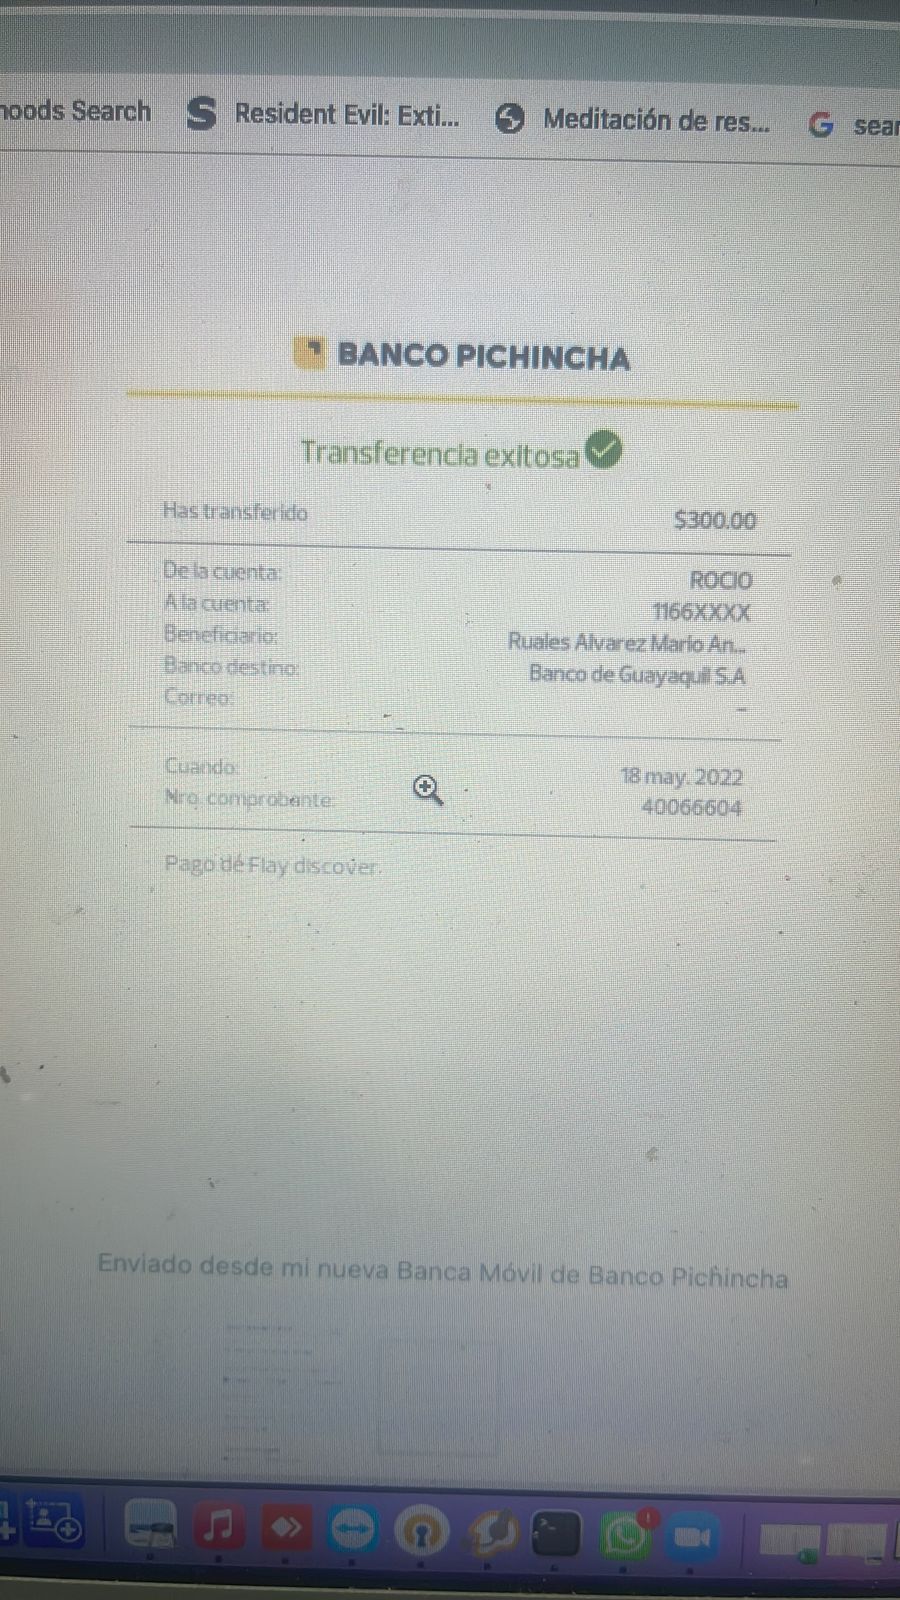 hoods Search Resident Evil: Exti... Meditación de res... sear
BANCO PICHINCHA
Transferencia exitosa
Has transferido $300.00
De la cuenta: ROCIO
A la cuenta: 1166XXXX
Beneficiario: Ruales Alvarez Mario An...
Banco destino: Banco de Guayaquil S.A
Correo: –
Cuando: 18 may. 2022
Nro. comprobante: 40066604
Pago dé Flay discover.
Enviado desde mi nueva Banca Móvil de Banco Pichincha